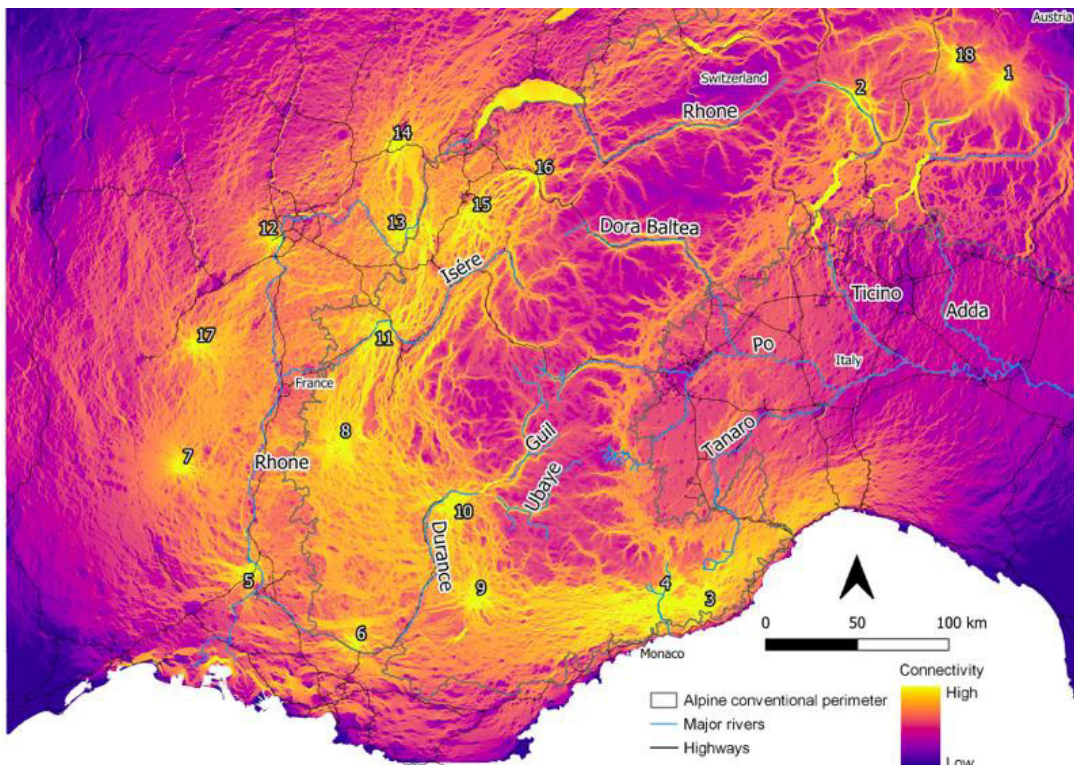 Austria
18
1
Switzerland
2
Rhone
14
16
15
12
13
Dora Baltea
Isére
Ticino
Adda
17
11
Po
Italy
France
8
Guil
Tanaro
7
Rhone
Ubaye
10
Durance
5
9
4
3
6
Monaco
0 50 100 km
Connectivity
High
Low
Alpine conventional perimeter
Major rivers
Highways